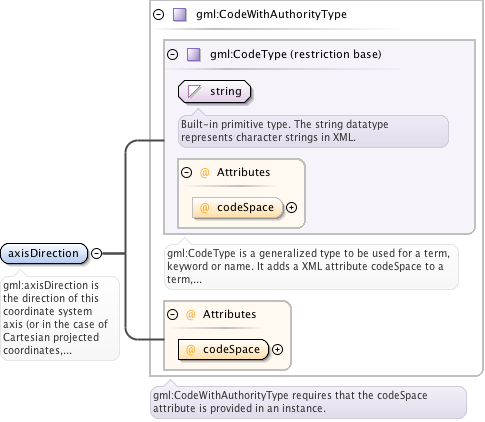 gml:CodeWithAuthorityType
gml:CodeType (restriction base)
string
Built-in primitive type. The string datatype
represents character strings in XML.
@ Attributes
@ codeSpace
axisDirection
gml:axisDirection is
the direction of this
coordinate system
axis (or in the case of
Cartesian projected
coordinates,...
gml:CodeType is a generalized type to be used for a term,
keyword or name. It adds a XML attribute codeSpace to a
term,...
@ Attributes
@ codeSpace
gml:CodeWithAuthorityType requires that the codeSpace
attribute is provided in an instance.